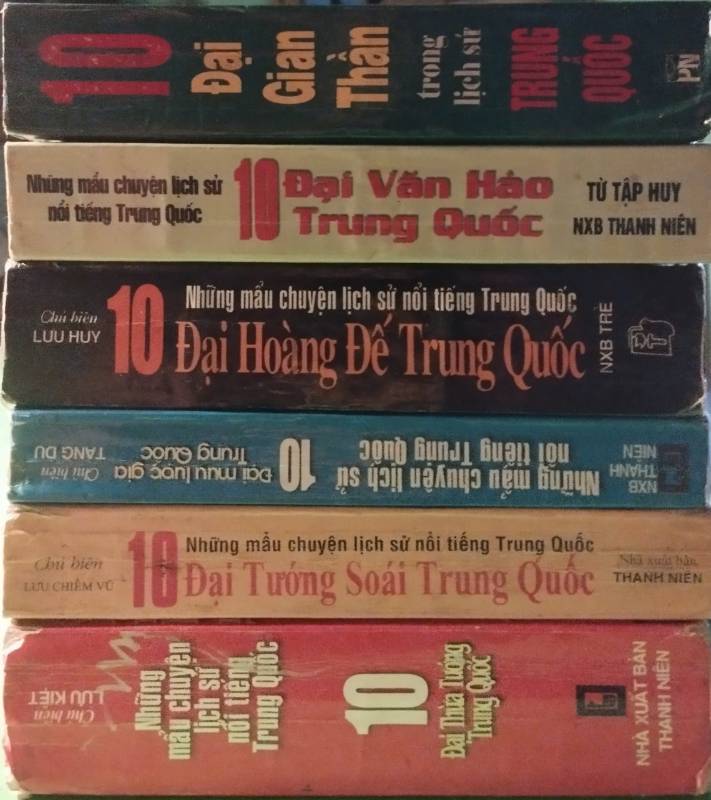 10
Đại
Gian
Thần
trong
lịch sử
TRUNG
QUỐC
PN
Những mẩu chuyện lịch sử
nổi tiếng Trung Quốc
10
Đại Văn Hào
Trung Quốc
TỪ TẬP HUY
NXB THANH NIÊN
Chủ biên
LƯU HUY
10
Những mẩu chuyện lịch sử nổi tiếng Trung Quốc
Đại Hoàng Đế Trung Quốc
NXB TRẺ
NXB
THANH
NIÊN
Những mẩu chuyện lịch sử
nổi tiếng Trung Quốc
10
Đại mưu lược gia
Trung Quốc
Chủ biên
TANG DU
Chủ biên
LƯU CHIÊM VŨ
10
Những mẩu chuyện lịch sử nổi tiếng Trung Quốc
Đại Tướng Soái Trung Quốc
Nhà xuất bản
THANH NIÊN
Chủ biên
LƯU KIỆT
Những
mẩu chuyện
lịch sử
nổi tiếng
Trung Quốc
10
Đại Thừa Tướng
Trung Quốc
NHÀ XUẤT BẢN
THANH NIÊN